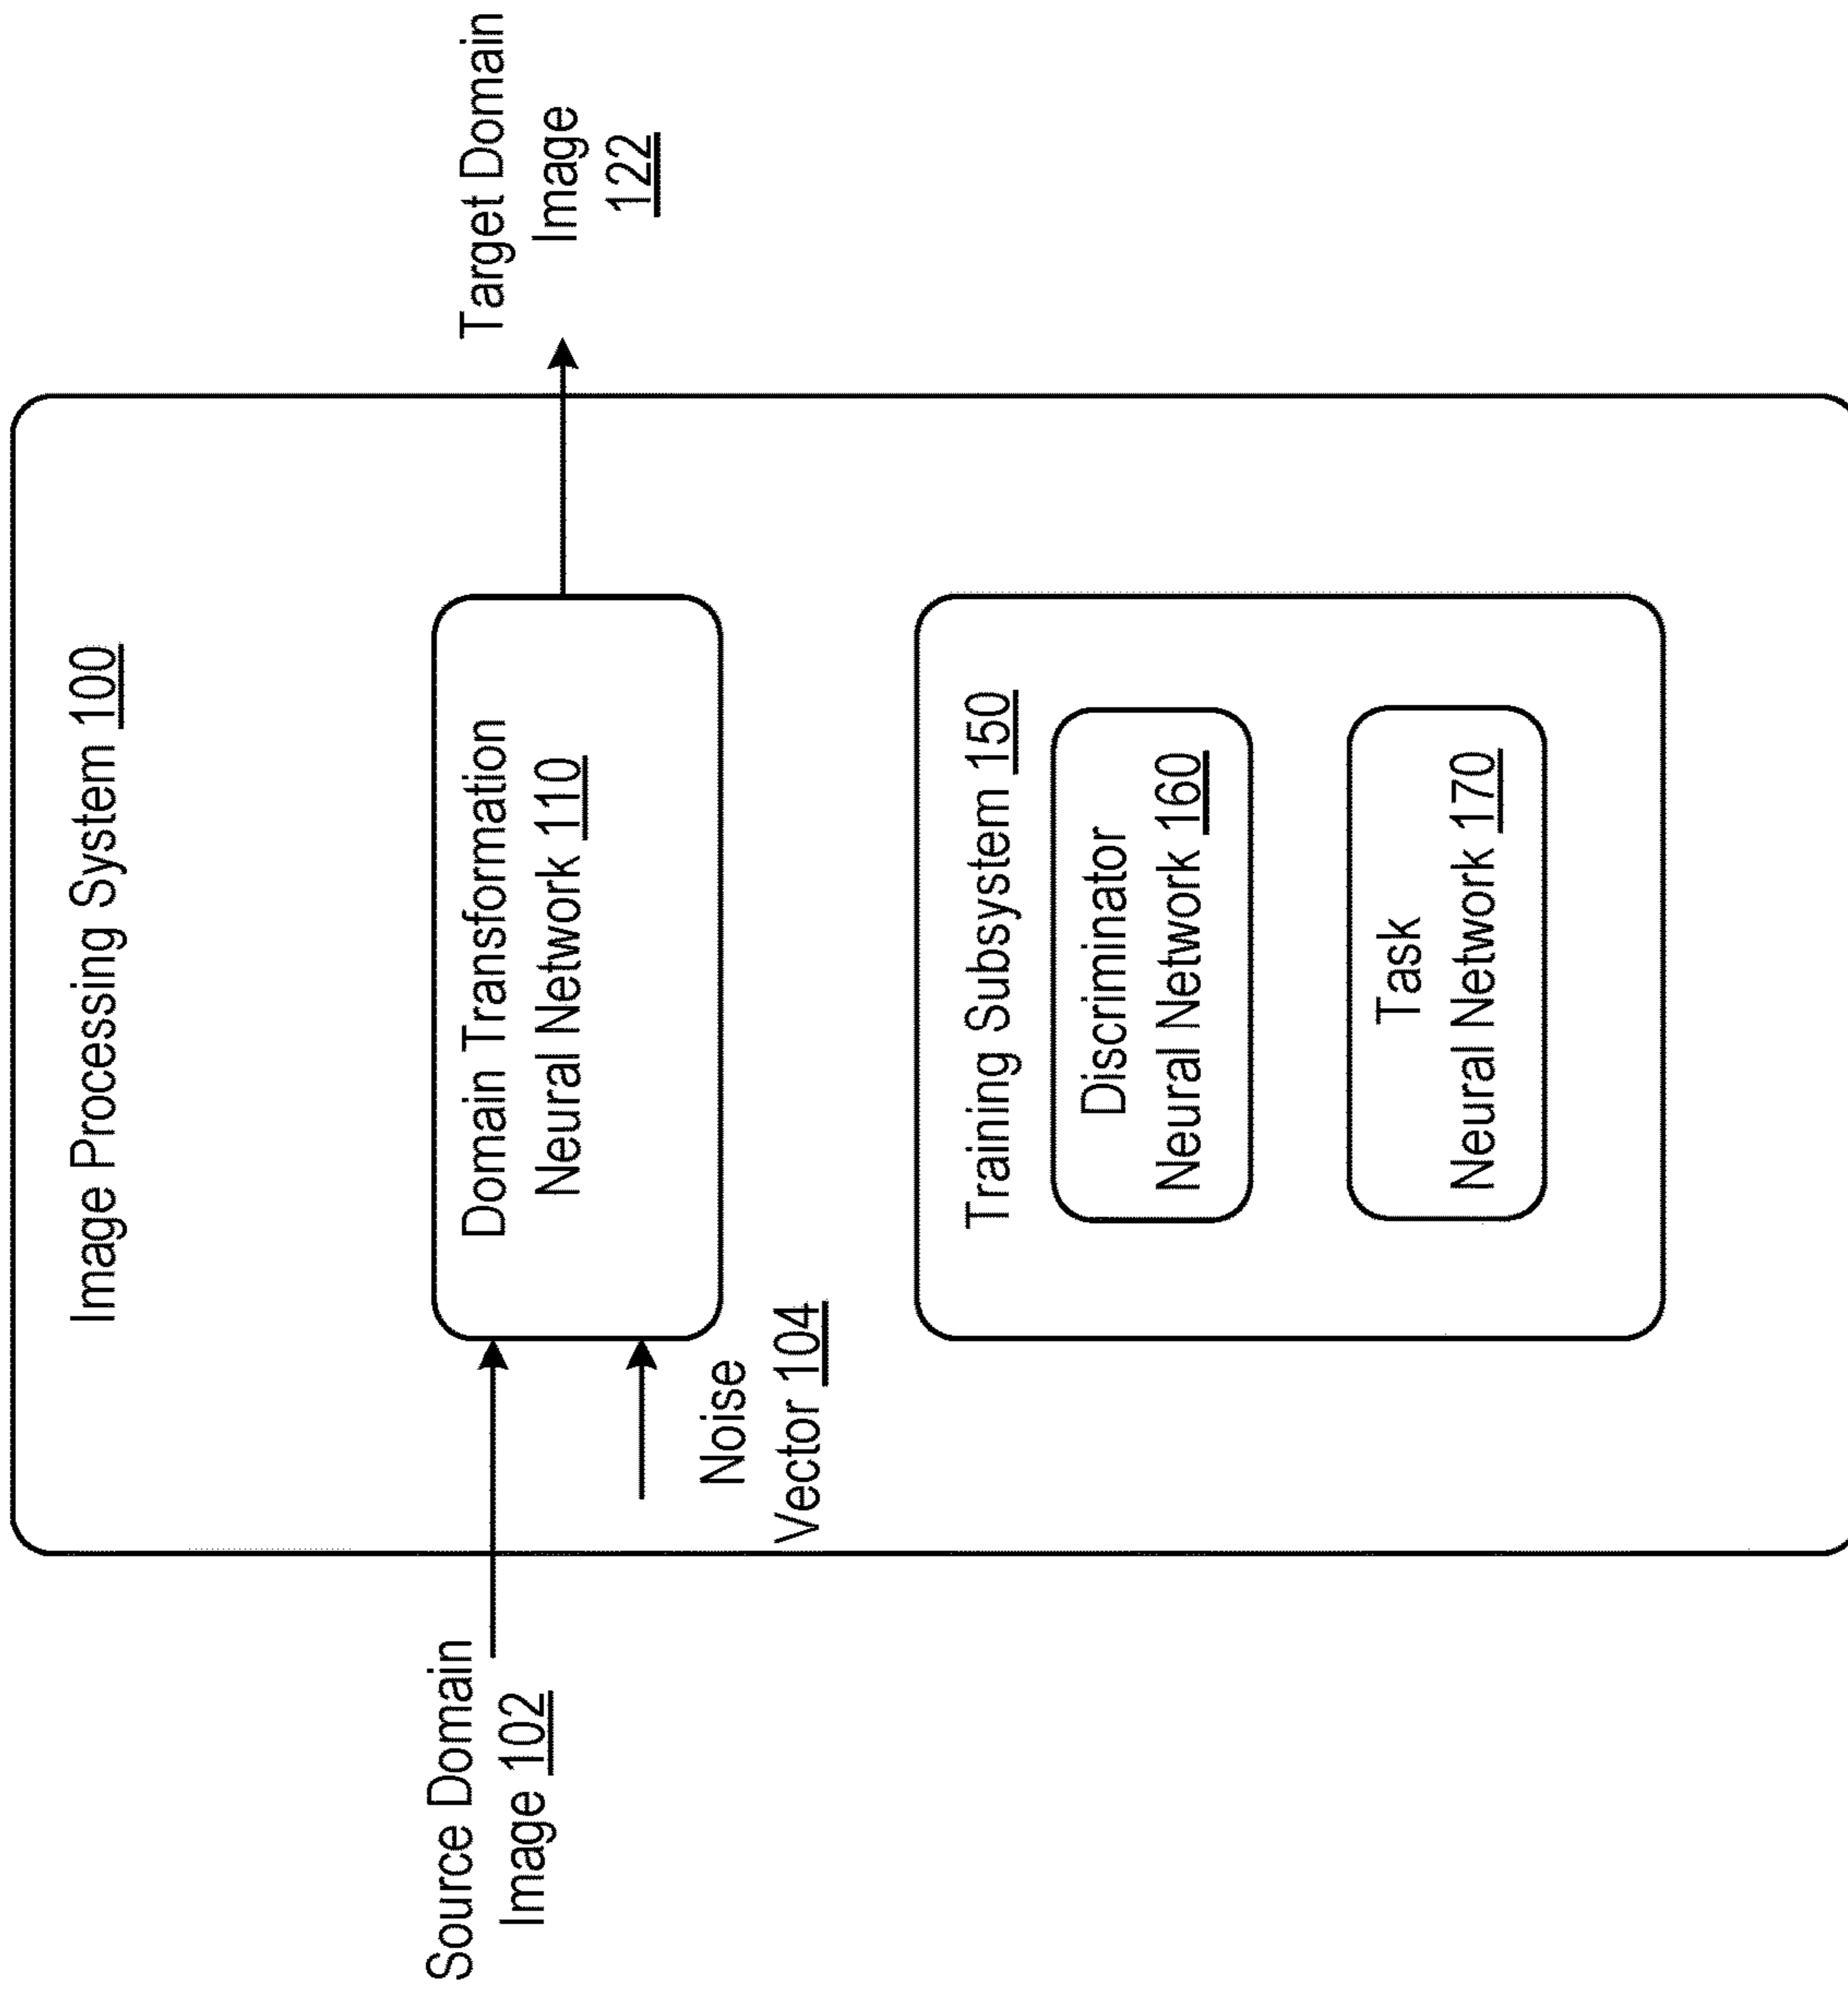 Image Processing System 100
Source Domain
Image 102
Domain Transformation
Neural Network 110
Target Domain
Image
122
Noise
Vector 104
Training Subsystem 150
Discriminator
Neural Network 160
Task
Neural Network 170